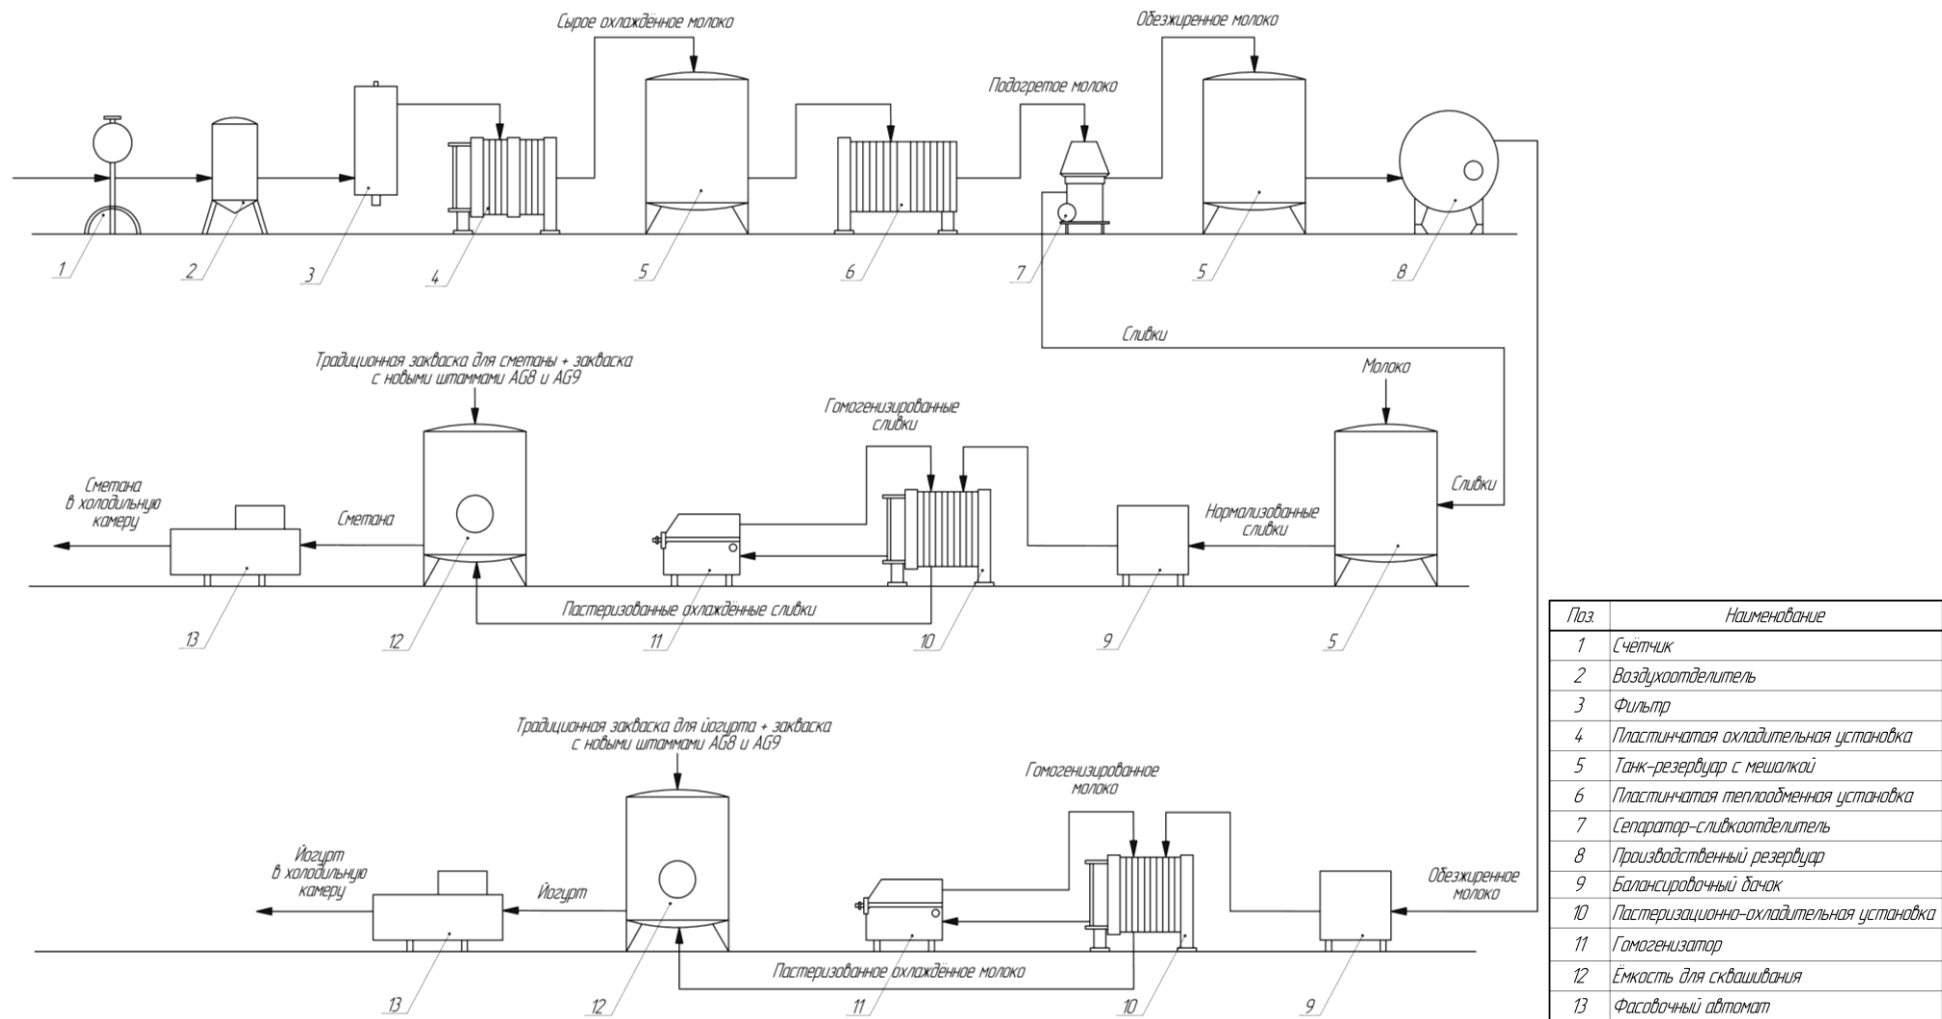 Сырое охлаждённое молоко
Обезжиренное молоко
Подогретое молоко
1
2
3
4
5
6
7
5
8
Сливки
Традиционная закваска для сметаны + закваска
с новыми штаммами AG8 и AG9
Молоко
Гомогенизированные
сливки
Сметана
в холодильную
камеру
Сметана
Нормализованные
сливки
Сливки
Пастеризованные охлаждённые сливки
13
12
11
10
9
5
Традиционная закваска для йогурта + закваска
с новыми штаммами AG8 и AG9
Гомогенизированное
молоко
Йогурт
в холодильную
камеру
Йогурт
Обезжиренное
молоко
Пастеризованное охлаждённое молоко
13
12
11
10
9
Поз. Наименование
1 Счётчик
2 Воздухоотделитель
3 Фильтр
4 Пластинчатая охладительная установка
5 Танк-резервуар с мешалкой
6 Пластинчатая теплообменная установка
7 Сепаратор-сливкоотделитель
8 Производственный резервуар
9 Балансировочный бачок
10 Пастеризационно-охладительная установка
11 Гомогенизатор
12 Ёмкость для сквашивания
13 Фасовочный автомат